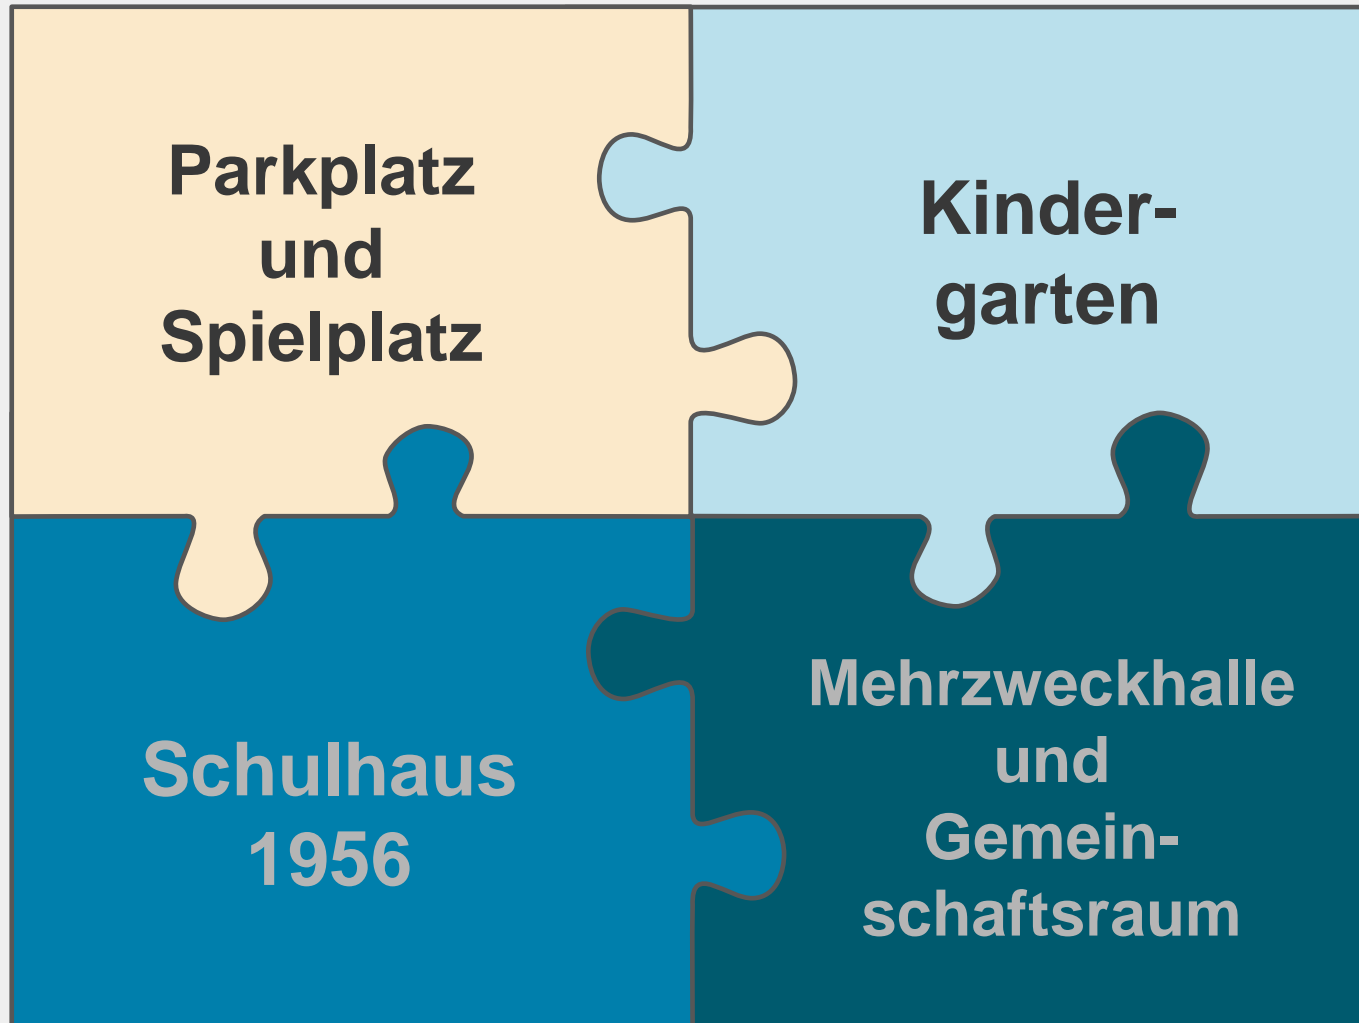 Parkplatz
und
Spielplatz
Kinder-
garten
Schulhaus
1956
Mehrzweckhalle
und
Gemein-
schaftsraum